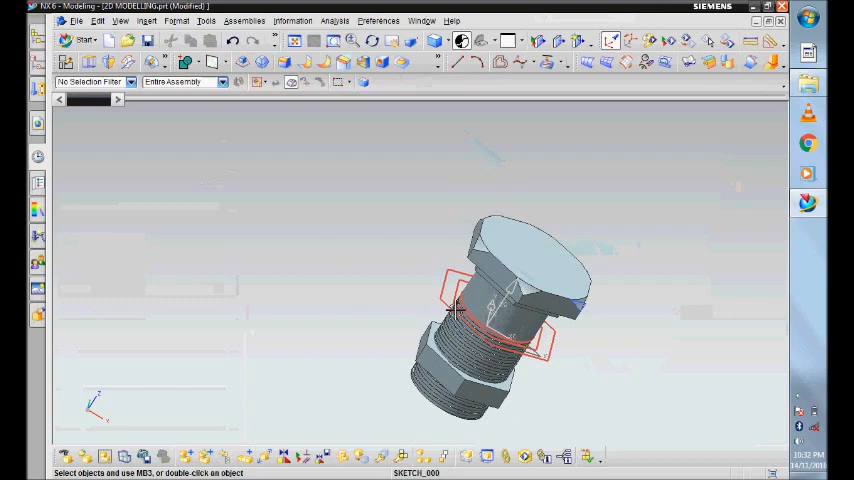 NX 6 - Modeling - [2D MODELLING.prt (Modified) ]
SIEMENS
File Edit View Insert Format Tools Assemblies Information Analysis Preferences Window Help
Start
No Selection Filter Entire Assembly
Z
X
Select objects and use MB3, or double-click an object SKETCH_000
10:32 PM